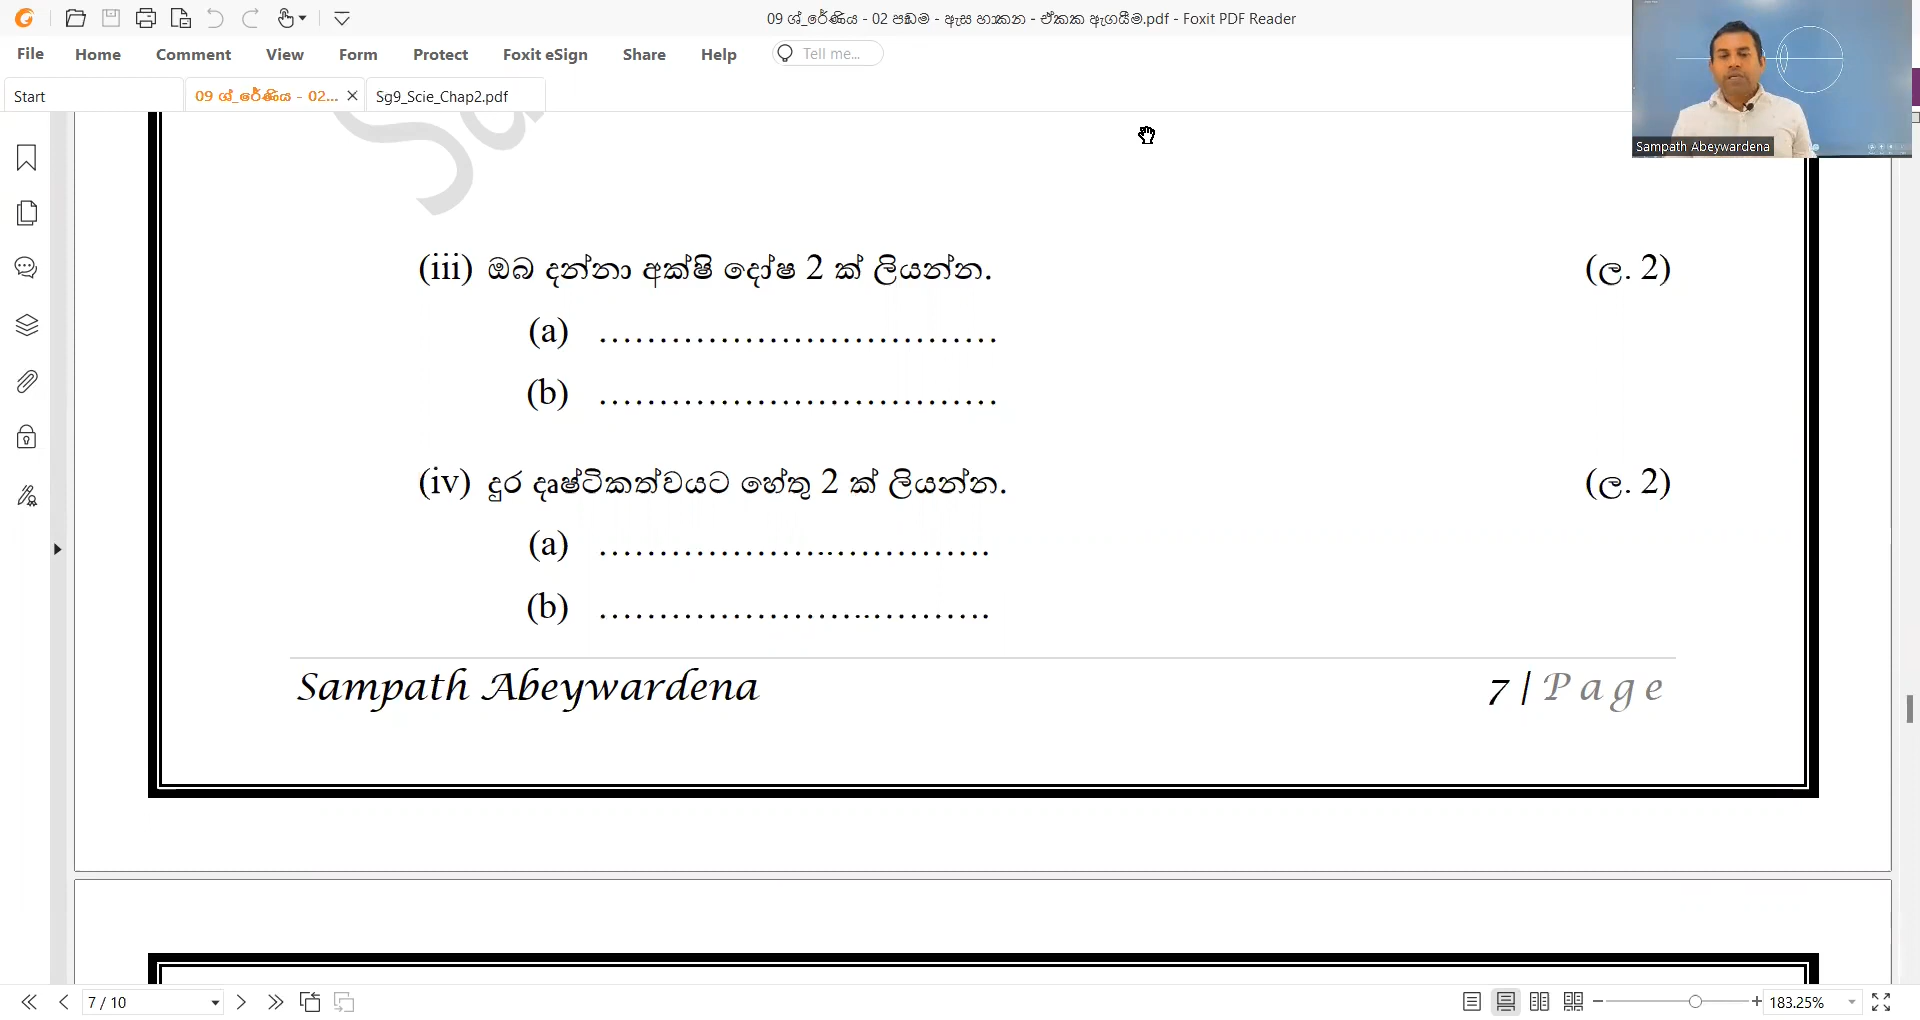 09 ශ්‍රේණිය - 02 පාඩම - ඇස හා කන - ඒකක ඇගයීම.pdf - Foxit PDF Reader
File Home Comment View Form Protect Foxit eSign Share Help Tell me...
Start 09 ශ්‍රේණිය - 02... Sg9_Scie_Chap2.pdf
Sampath Abeywardena
(iii) ඔබ දන්නා අක්ෂි දෝෂ 2 ක් ලියන්න. (ල. 2)
(a) .................................
(b) .................................
(iv) දුර දෘෂ්ටිකත්වයට හේතු 2 ක් ලියන්න. (ල. 2)
(a) .................................
(b) .................................
Sampath Abeywardena 7 | Page
7 / 10 183.25%